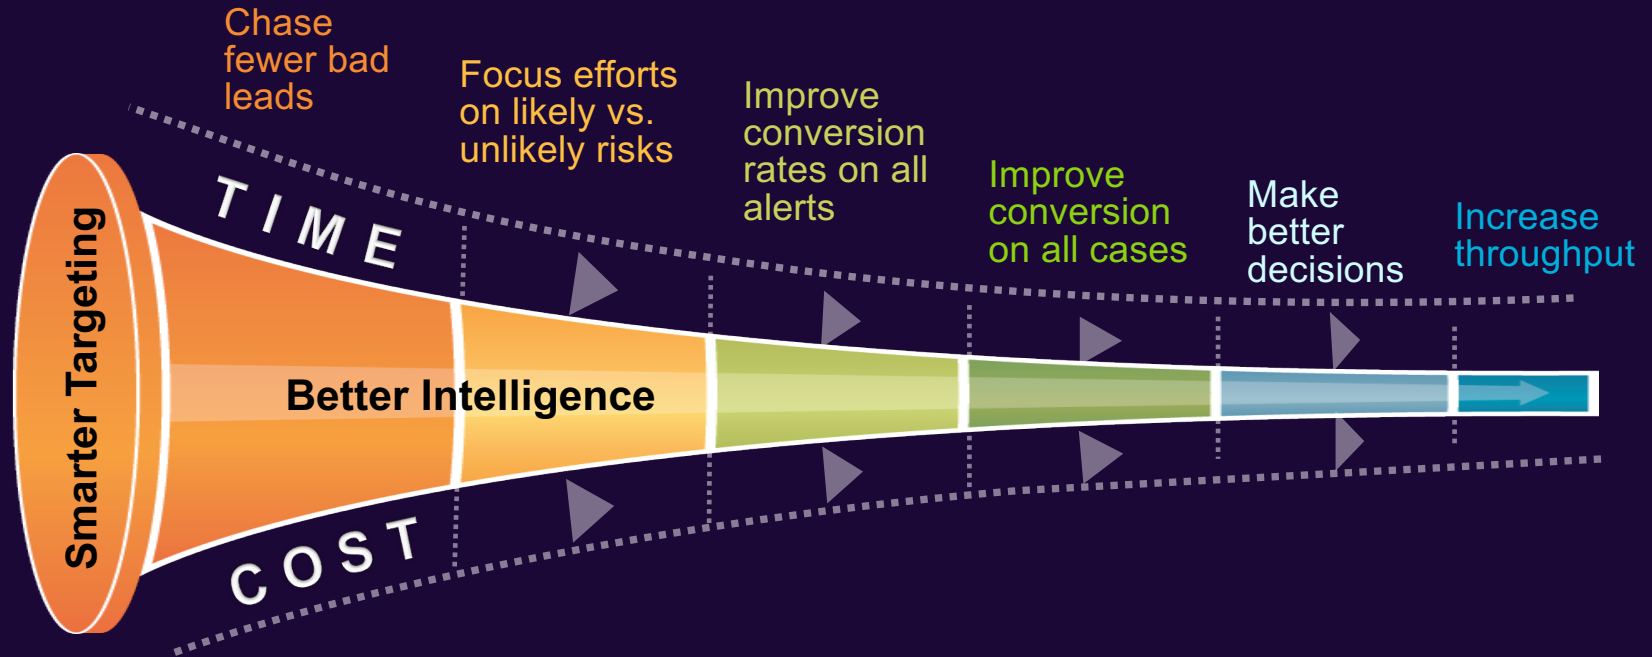 Chase
fewer bad
leads
Focus efforts
on likely vs.
unlikely risks
Improve
conversion
rates on all
alerts
Improve
conversion
on all cases
Make
better
decisions
Increase
throughput
TIME
Smarter Targeting
Better Intelligence
COST